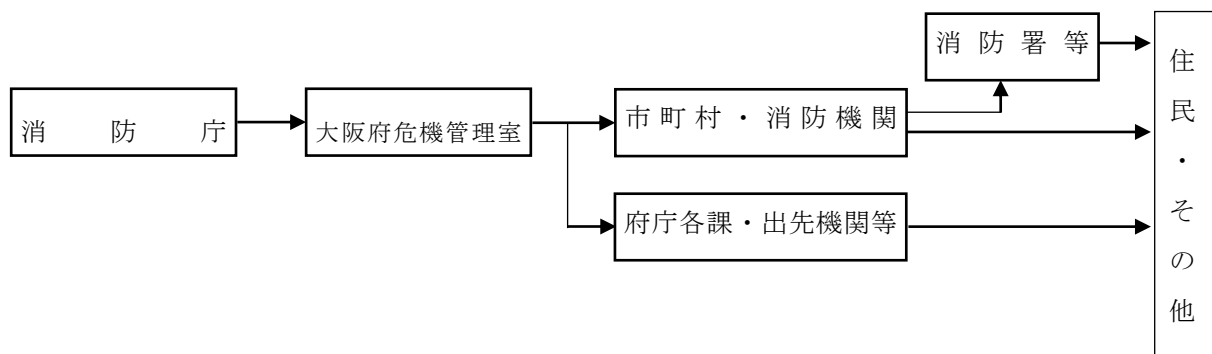 消防庁
大阪府危機管理室
市町村・消防機関
消防署等
府庁各課・出先機関等
住民・その他